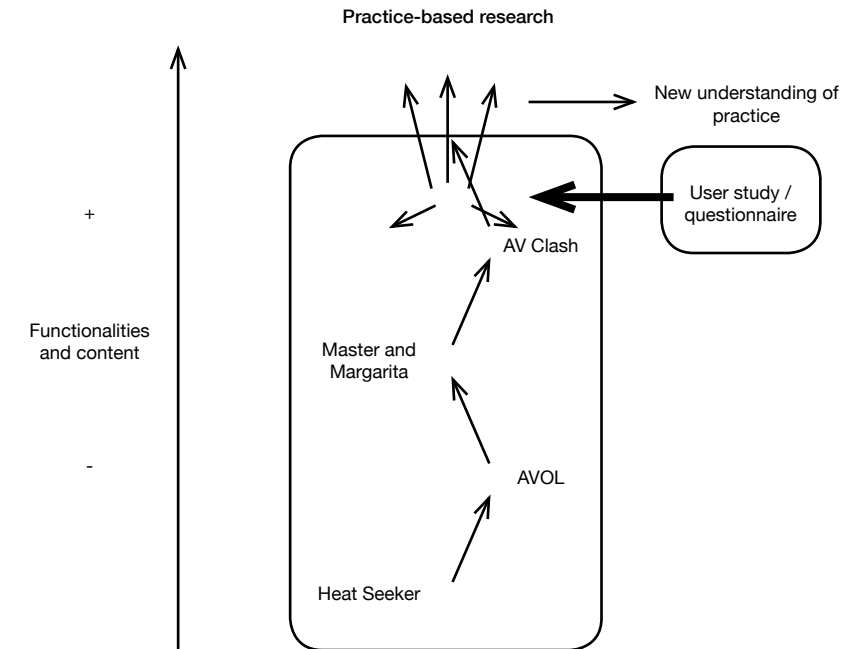 Practice-based research
New understanding of
practice
User study /
questionnaire
+
AV Clash
Functionalities
and content
Master and
Margarita
-
AVOL
Heat Seeker